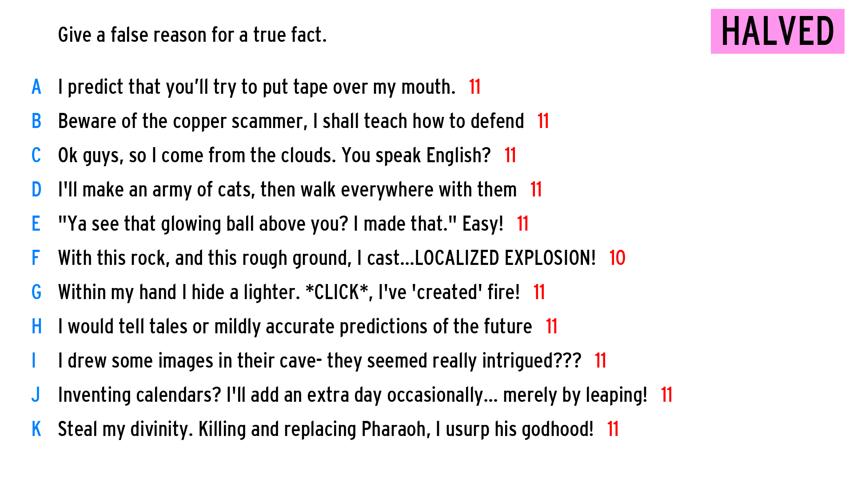 Give a false reason for a true fact.
HALVED
A I predict that you'll try to put tape over my mouth. 11
B Beware of the copper scammer, I shall teach how to defend 11
C Ok guys, so I come from the clouds. You speak English? 11
D I'll make an army of cats, then walk everywhere with them 11
E "Ya see that glowing ball above you? I made that." Easy! 11
F With this rock, and this rough ground, I cast...LOCALIZED EXPLOSION! 10
G Within my hand I hide a lighter. *CLICK*, I've 'created' fire! 11
H I would tell tales or mildly accurate predictions of the future 11
I I drew some images in their cave- they seemed really intrigued??? 11
J Inventing calendars? I'll add an extra day occasionally... merely by leaping! 11
K Steal my divinity. Killing and replacing Pharaoh, I usurp his godhood! 11